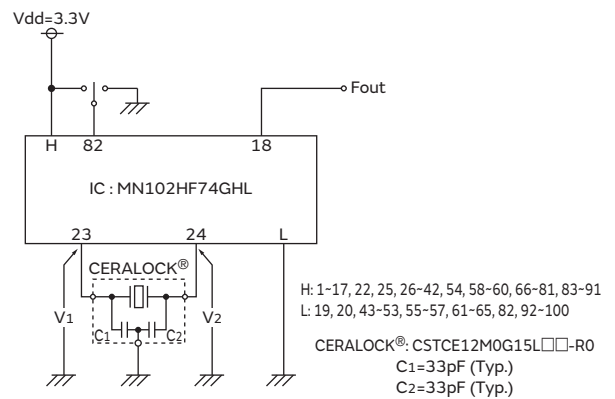 Vdd=3.3V
Fout
H 82 18
IC : MN102HF74GHL
23 24 L
CERALOCK®
V1 C1 C2 V2
H: 1~17, 22, 25, 26~42, 54, 58~60, 66~81, 83~91
L: 19, 20, 43~53, 55~57, 61~65, 82, 92~100
CERALOCK®: CSTCE12M0G15L□□-R0
C1=33pF (Typ.)
C2=33pF (Typ.)